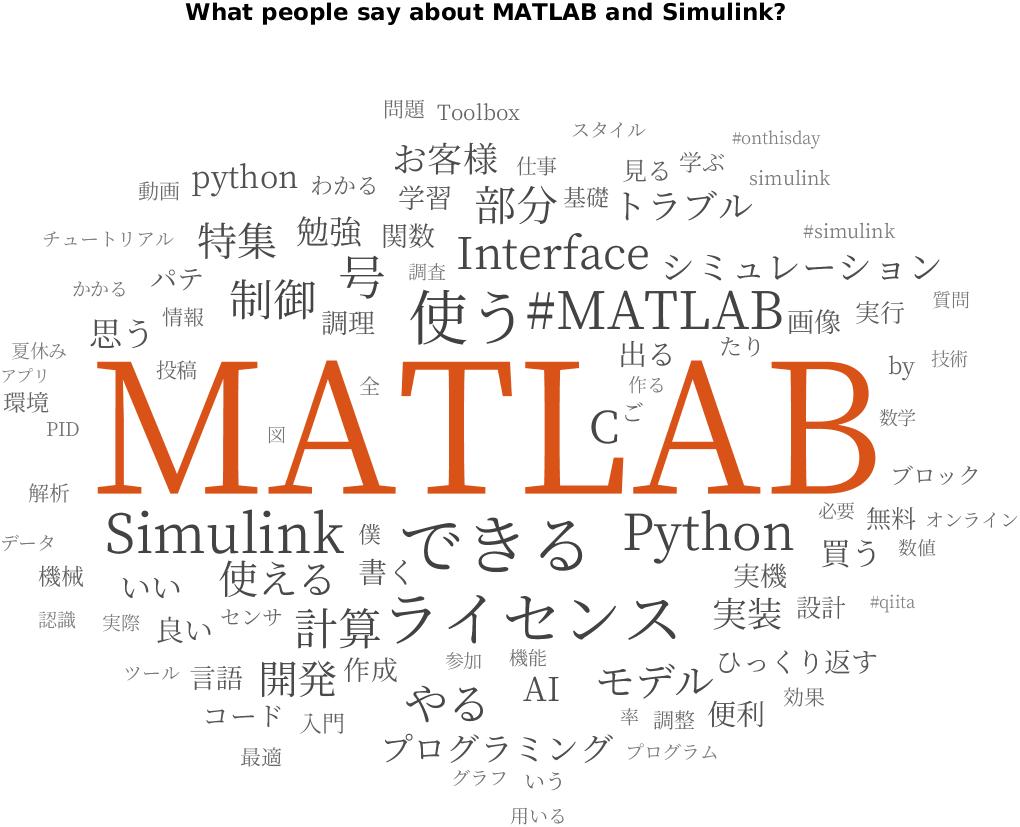 What people say about MATLAB and Simulink?
問題 Toolbox
スタイル
#onthisday
お客様 仕事 見る 学ぶ
python わかる simulink
動画 学習 部分 基礎 トラブル
チュートリアル 特集 勉強 関数 #simulink
Interface シミュレーション
かかる パテ 号 調査
制御 使う #MATLAB 質問
思う 情報 調理 画像 実行
夏休み 出る たり by 技術
アプリ 投稿 全 作る
環境 MATLAB
PID 図 C ご 数学
解析 ブロック
Simulink 僕 できる Python 必要 無料 オンライン
データ 買う 数値
機械 いい 使える 書く 実機
認識 実際 良い センサ 計算 ライセンス 実装 設計 #qiita
ツール 言語 開発 作成 参加 機能 モデル ひっくり返す
コード 入門 やる AI 率 調整 便利 効果
最適 プログラミング プログラム
グラフ いう
用いる